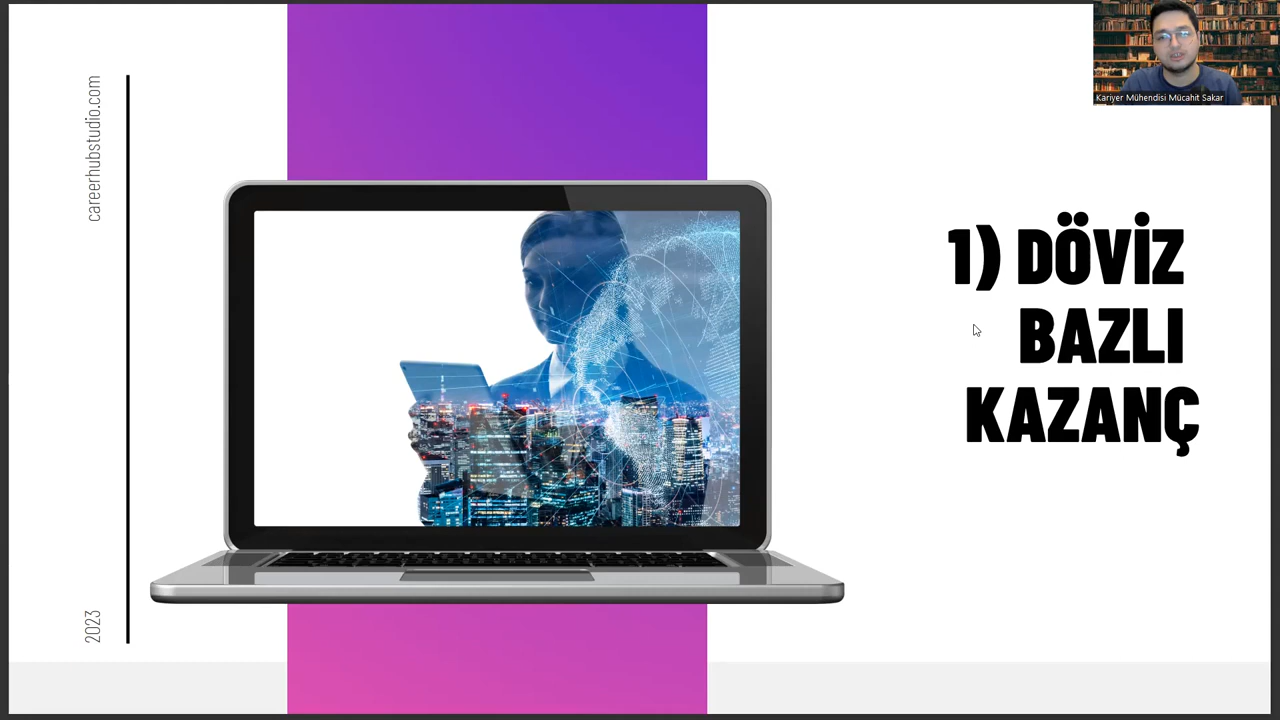 careerhubstudio.com
2023
1) DÖVİZ
BAZLI
KAZANÇ
Kariyer Mühendisi Mücahit Sakar